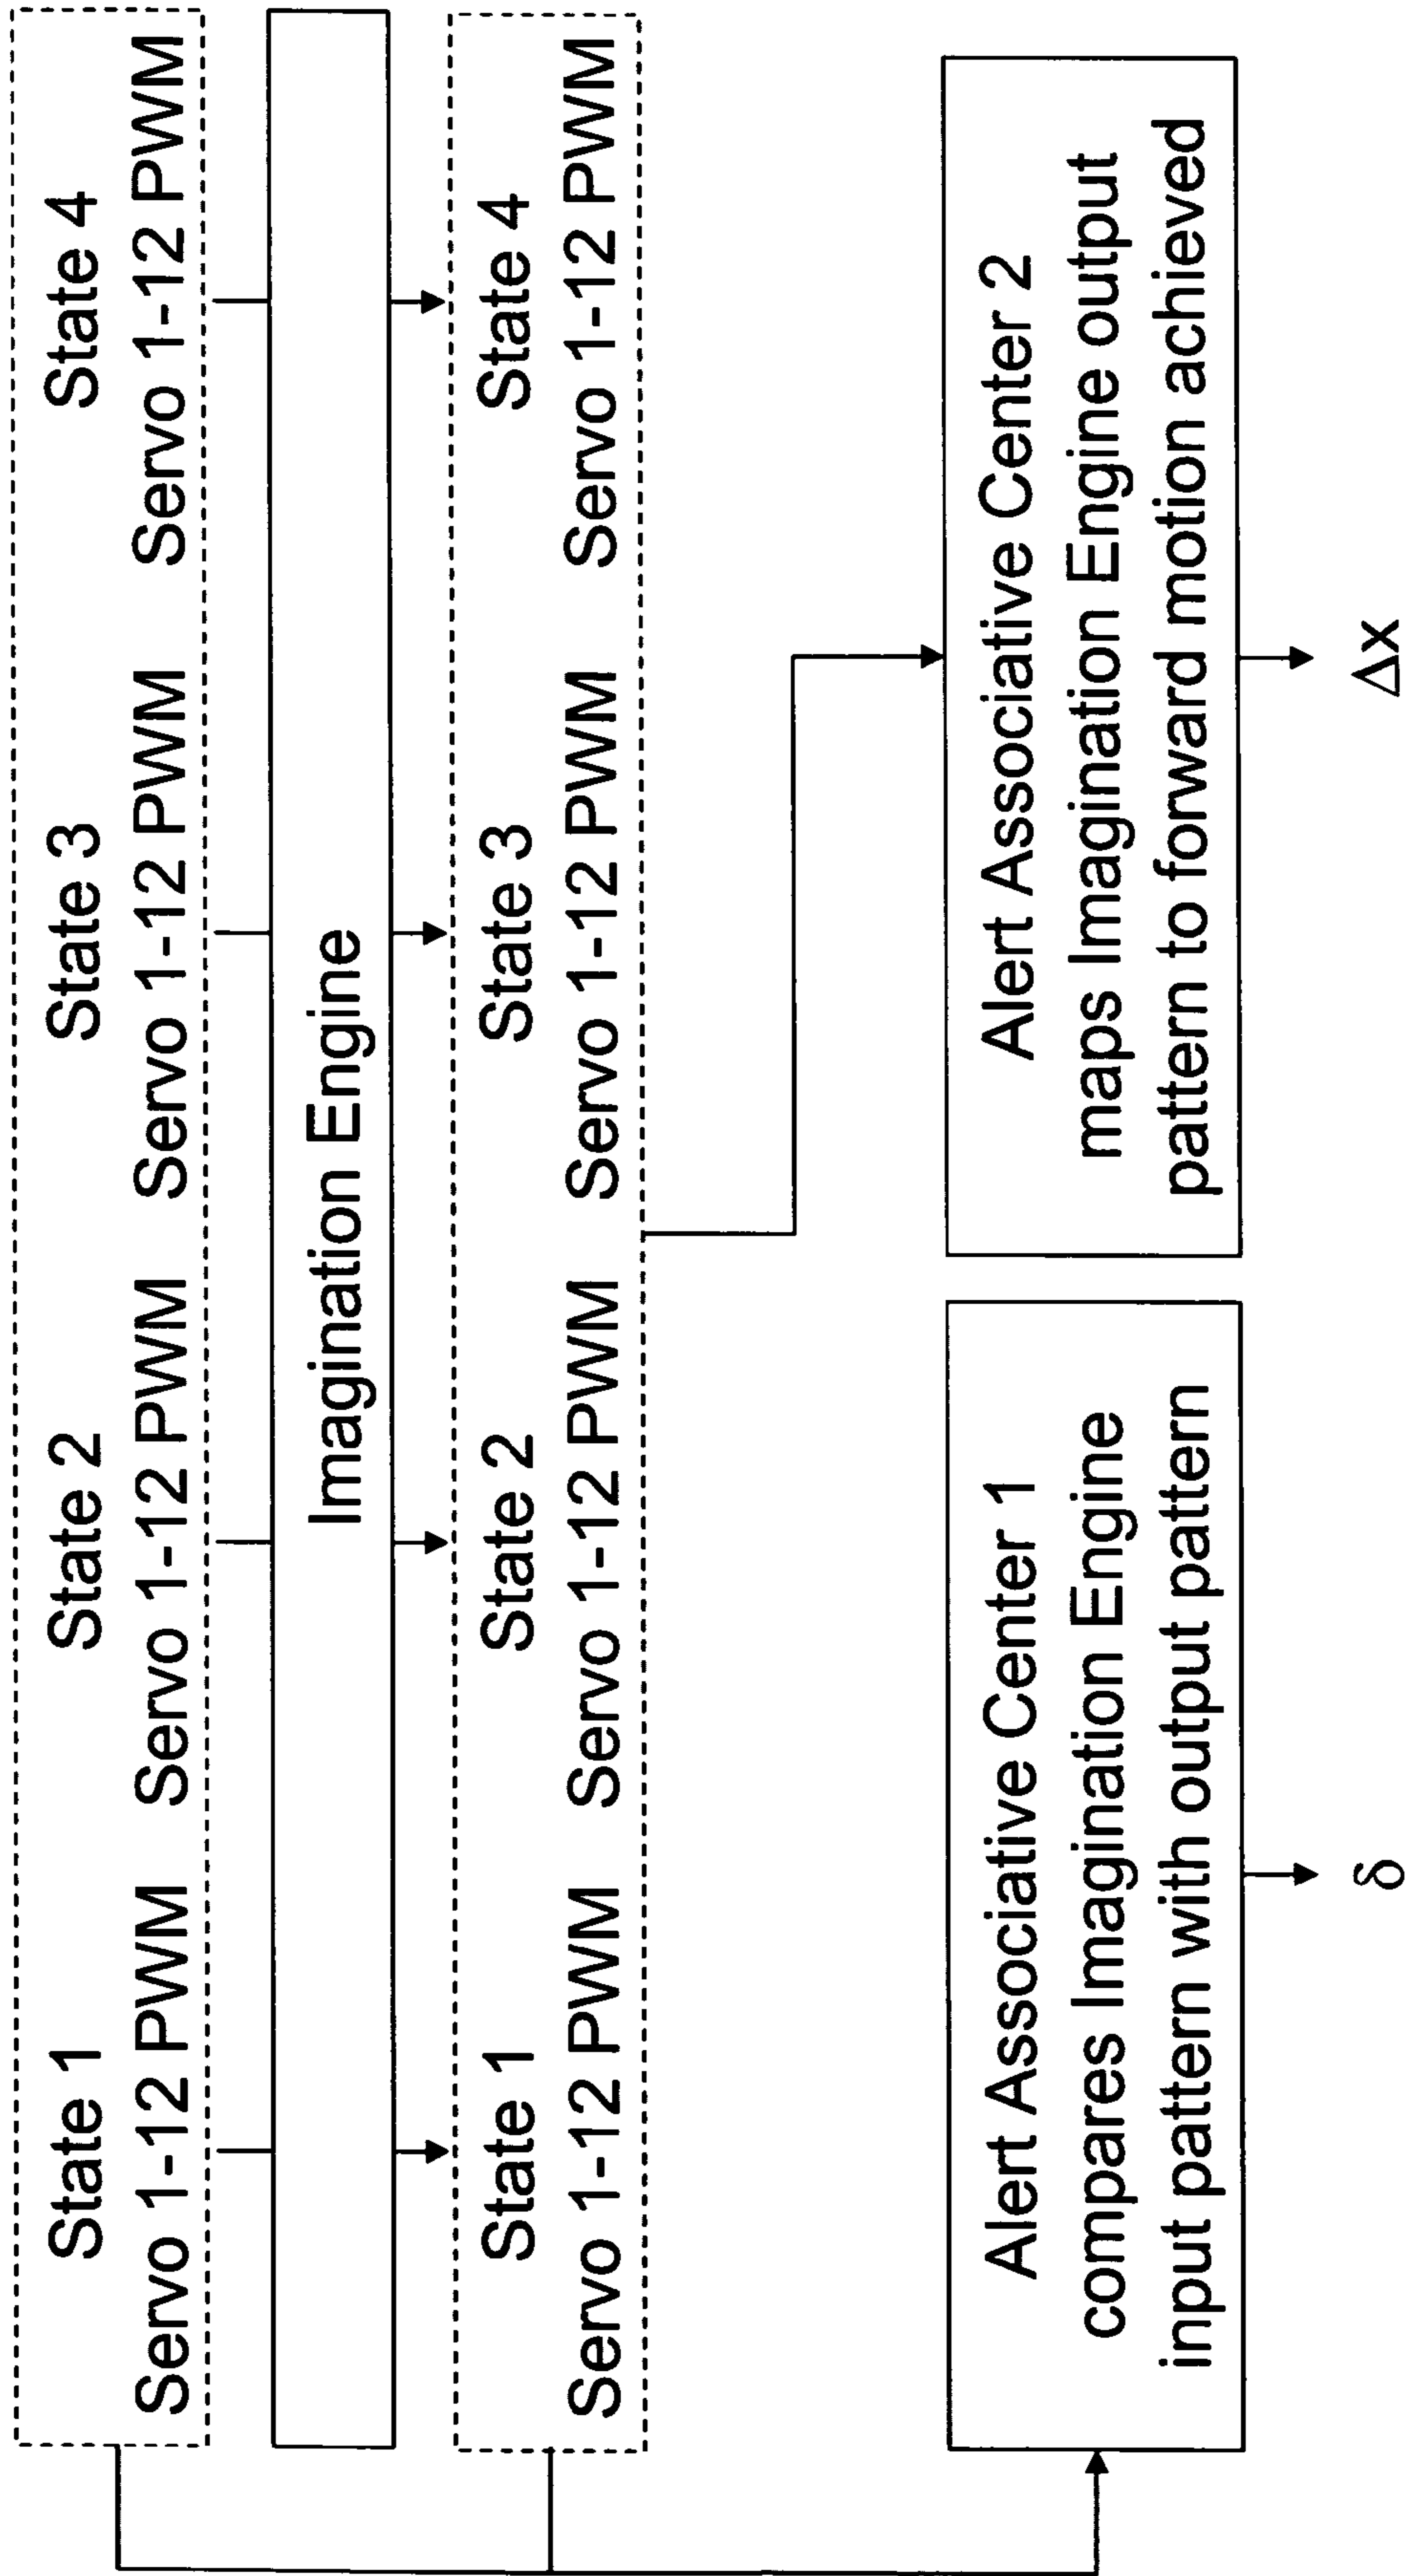 State 1 State 2 State 3 State 4
Servo 1-12 PWM Servo 1-12 PWM Servo 1-12 PWM Servo 1-12 PWM
Imagination Engine
State 1 State 2 State 3 State 4
Servo 1-12 PWM Servo 1-12 PWM Servo 1-12 PWM Servo 1-12 PWM
Alert Associative Center 1
compares Imagination Engine
input pattern with output pattern
δ
Alert Associative Center 2
maps Imagination Engine output
pattern to forward motion achieved
Δx